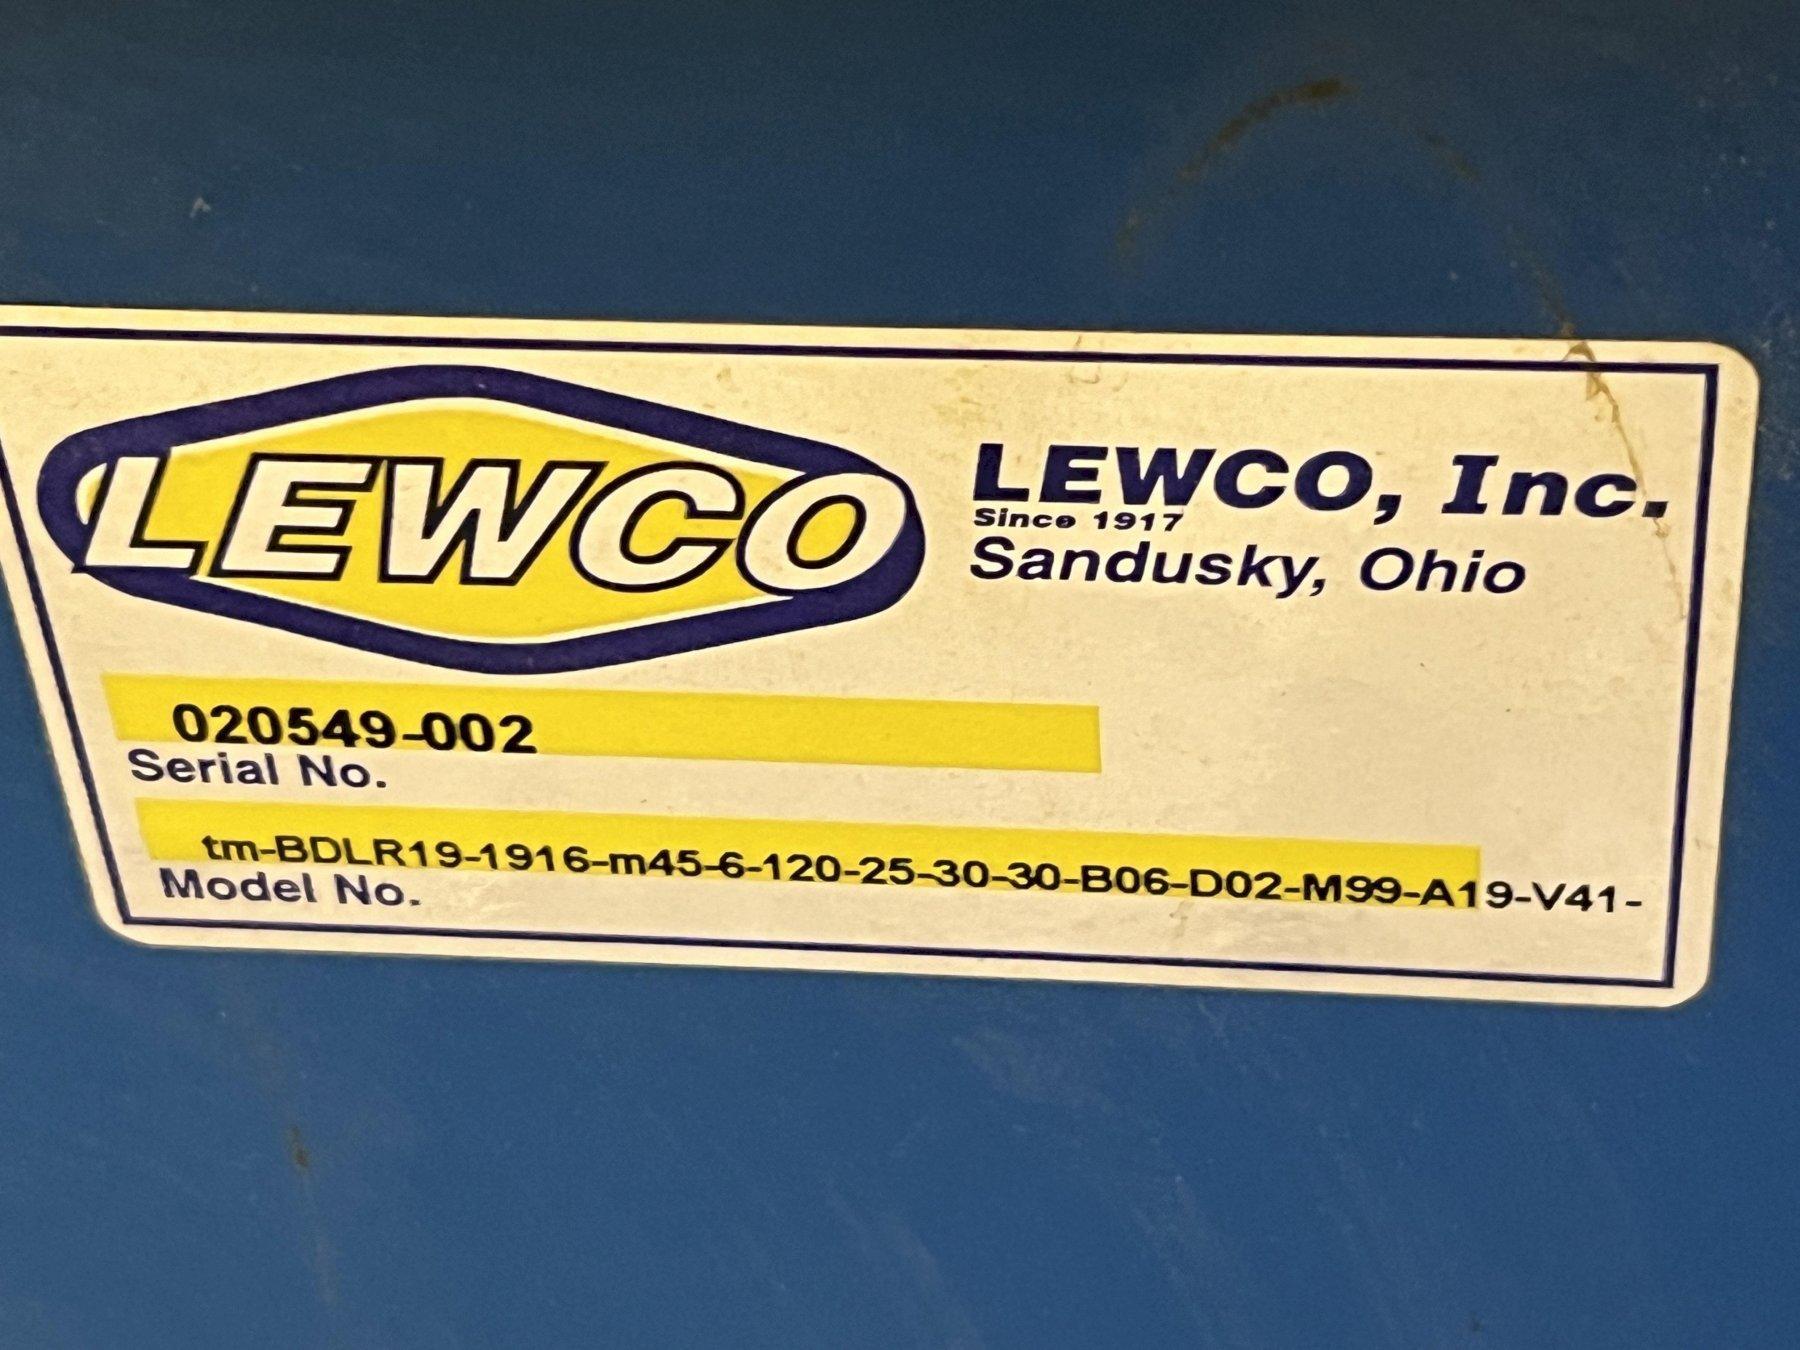 LEWCO
LEWCO, Inc.
Since 1917
Sandusky, Ohio
020549-002
Serial No.
tm-BDLR19-1916-m45-6-120-25-30-30-B06-D02-M99-A19-V41-
Model No.